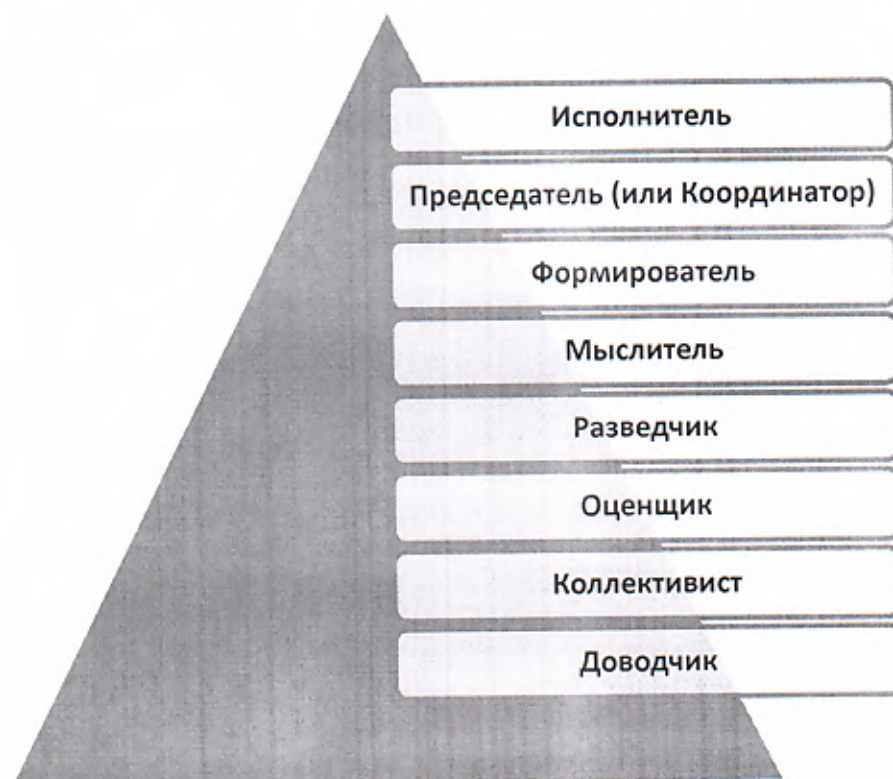 Исполнитель
Председатель (или Координатор)
Формирователь
Мыслитель
Разведчик
Оценщик
Коллективист
Доводчик